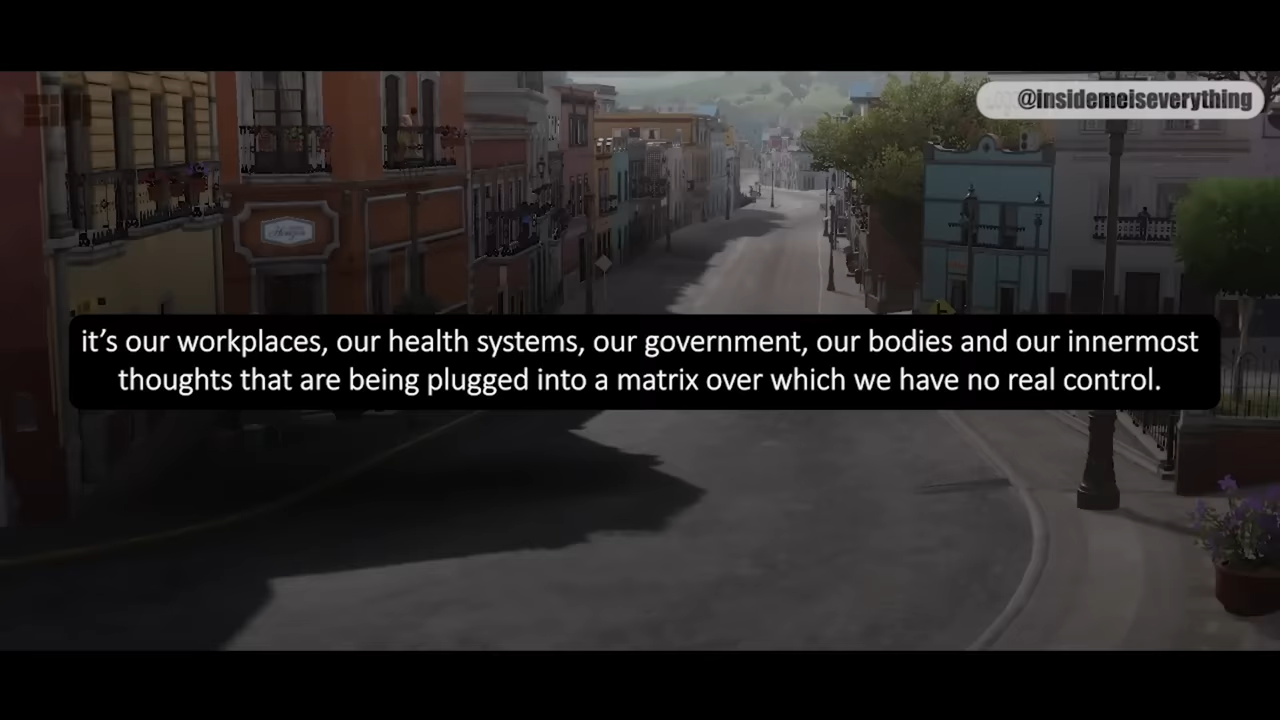 @insidemeiseverything
it’s our workplaces, our health systems, our government, our bodies and our innermost
thoughts that are being plugged into a matrix over which we have no real control.